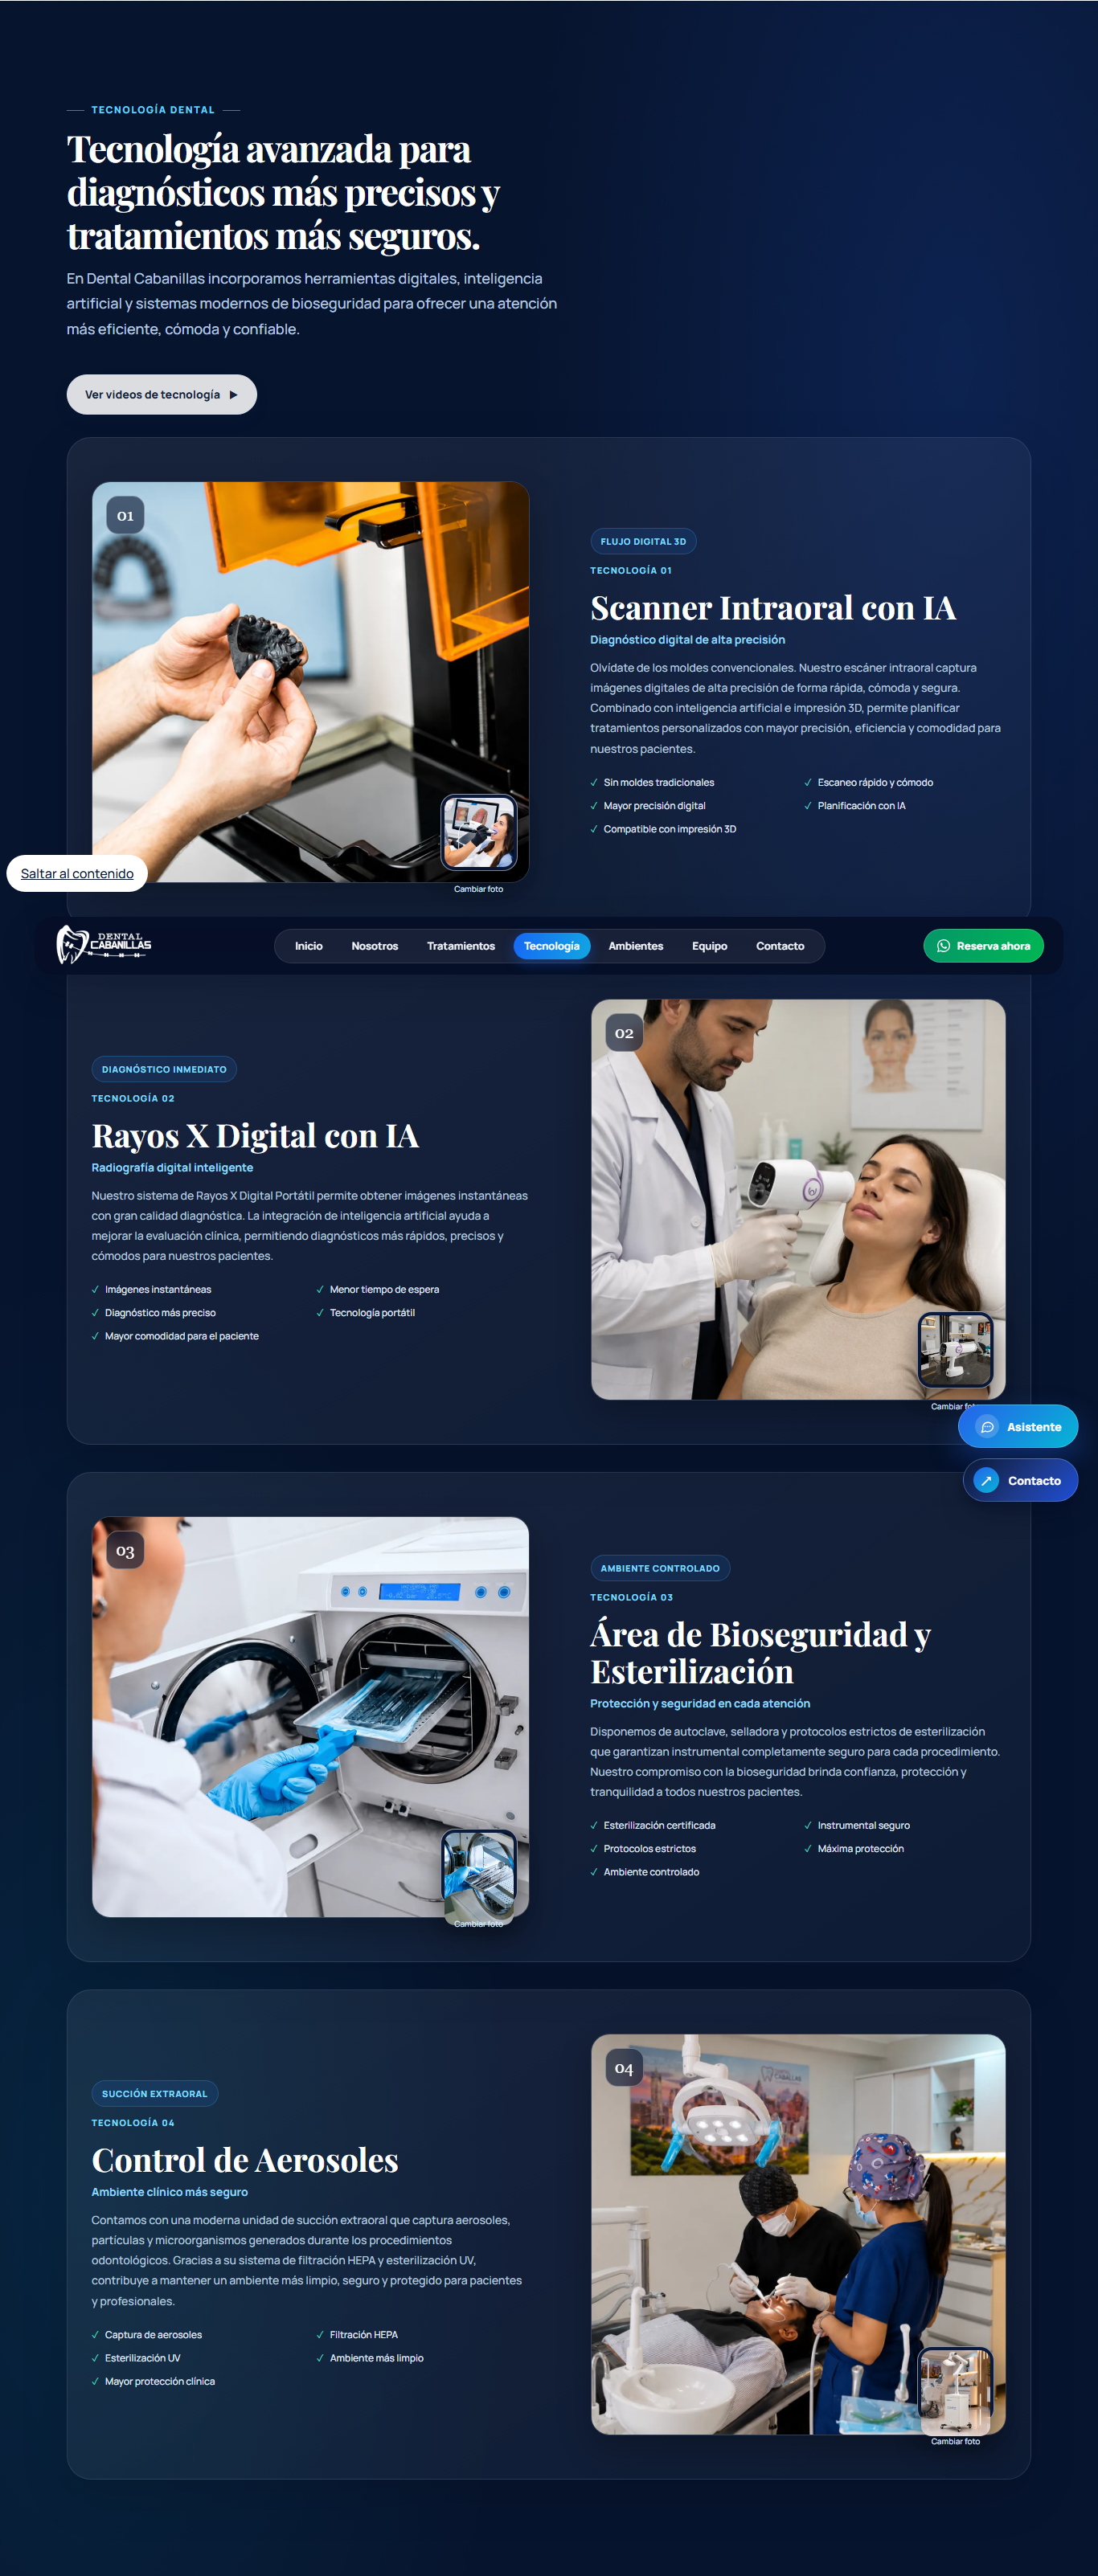 TECNOLOGÍA DENTAL
Tecnología avanzada para
diagnósticos más precisos y
tratamientos más seguros.
En Dental Cabanillas incorporamos herramientas digitales, inteligencia
artificial y sistemas modernos de bioseguridad para ofrecer una atención
más eficiente, cómoda y confiable.
Ver videos de tecnología
01
FLUJO DIGITAL 3D
TECNOLOGÍA 01
Scanner Intraoral con IA
Diagnóstico digital de alta precisión
Olvídate de los moldes convencionales. Nuestro escáner intraoral captura
imágenes digitales de alta precisión de forma rápida, cómoda y segura.
Combinado con inteligencia artificial e impresión 3D, permite planificar
tratamientos personalizados con mayor precisión, eficiencia y comodidad para
nuestros pacientes.
✓ Sin moldes tradicionales
✓ Escaneo rápido y cómodo
✓ Mayor precisión digital
✓ Planificación con IA
✓ Compatible con impresión 3D
Cambiar foto
Saltar al contenido
DENTAL
CABANILLAS
Inicio
Nosotros
Tratamientos
Tecnología
Ambientes
Equipo
Contacto
Reserva ahora
02
DIAGNÓSTICO INMEDIATO
TECNOLOGÍA 02
Rayos X Digital con IA
Radiografía digital inteligente
Nuestro sistema de Rayos X Digital Portátil permite obtener imágenes instantáneas
con gran calidad diagnóstica. La integración de inteligencia artificial ayuda a
mejorar la evaluación clínica, permitiendo diagnósticos más rápidos, precisos y
cómodos para nuestros pacientes.
✓ Imágenes instantáneas
✓ Menor tiempo de espera
✓ Diagnóstico más preciso
✓ Tecnología portátil
✓ Mayor comodidad para el paciente
Cambiar
Asistente
Contacto
03
AMBIENTE CONTROLADO
TECNOLOGÍA 03
Área de Bioseguridad y
Esterilización
Protección y seguridad en cada atención
Disponemos de autoclave, selladora y protocolos estrictos de esterilización
que garantizan instrumental completamente seguro para cada procedimiento.
Nuestro compromiso con la bioseguridad brinda confianza, protección y
tranquilidad a todos nuestros pacientes.
✓ Esterilización certificada
✓ Instrumental seguro
✓ Protocolos estrictos
✓ Máxima protección
✓ Ambiente controlado
Cambiar foto
04
SUCCIÓN EXTRAORAL
TECNOLOGÍA 04
Control de Aerosoles
Ambiente clínico más seguro
Contamos con una moderna unidad de succión extraoral que captura aerosoles,
partículas y microorganismos generados durante los procedimientos
odontológicos. Gracias a su sistema de filtración HEPA y esterilización UV,
contribuye a mantener un ambiente más limpio, seguro y protegido para pacientes
y profesionales.
✓ Captura de aerosoles
✓ Filtración HEPA
✓ Esterilización UV
✓ Ambiente más limpio
✓ Mayor protección clínica
Cambiar foto